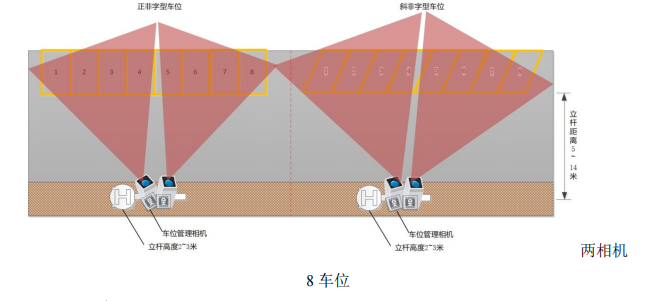 正非字型车位
斜非字型车位
1 2 3 4 5 6 7 8
立杆距离5~14米
车位管理相机
立杆高度2~3米
车位管理相机
立杆高度2~3米
两相机
8 车位